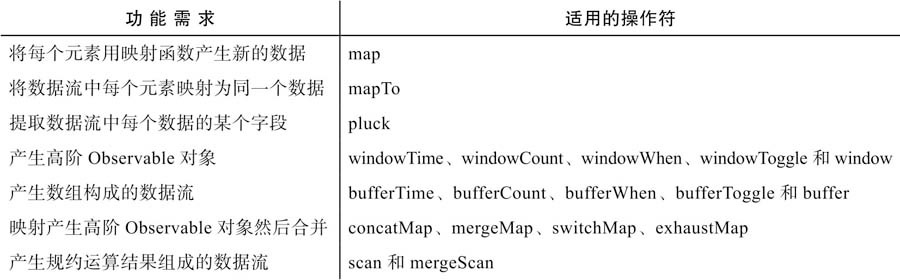 功能需求 适用的操作符
将每个元素用映射函数产生新的数据 map
将数据流中每个元素映射为同一个数据 mapTo
提取数据流中每个数据的某个字段 pluck
产生高阶 Observable 对象 windowTime、windowCount、windowWhen、windowToggle 和 window
产生数组构成的数据流 bufferTime、bufferCount、bufferWhen、bufferToggle 和 buffer
映射产生高阶 Observable 对象然后合并 concatMap、mergeMap、switchMap、exhaustMap
产生规约运算结果组成的数据流 scan 和 mergeScan